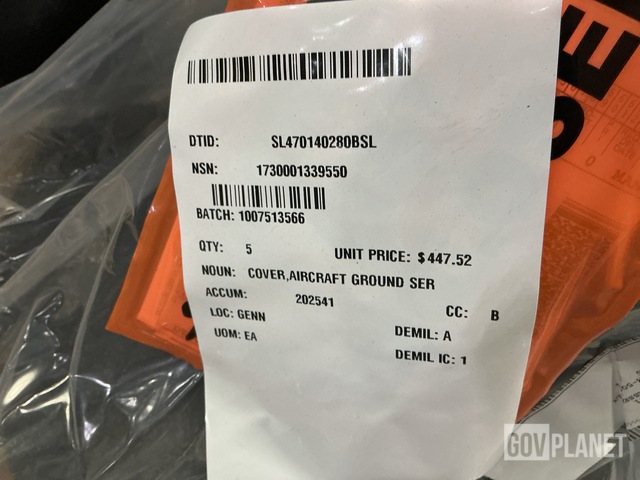 DTID: SL470140280BSL
NSN: 1730001339550
BATCH: 1007513566
QTY: 5 UNIT PRICE: $447.52
NOUN: COVER,AIRCRAFT GROUND SER
ACCUM: 202541 CC: B
LOC: GENN DEMIL: A
UOM: EA DEMIL IC: 1
SE
GOVPLANET